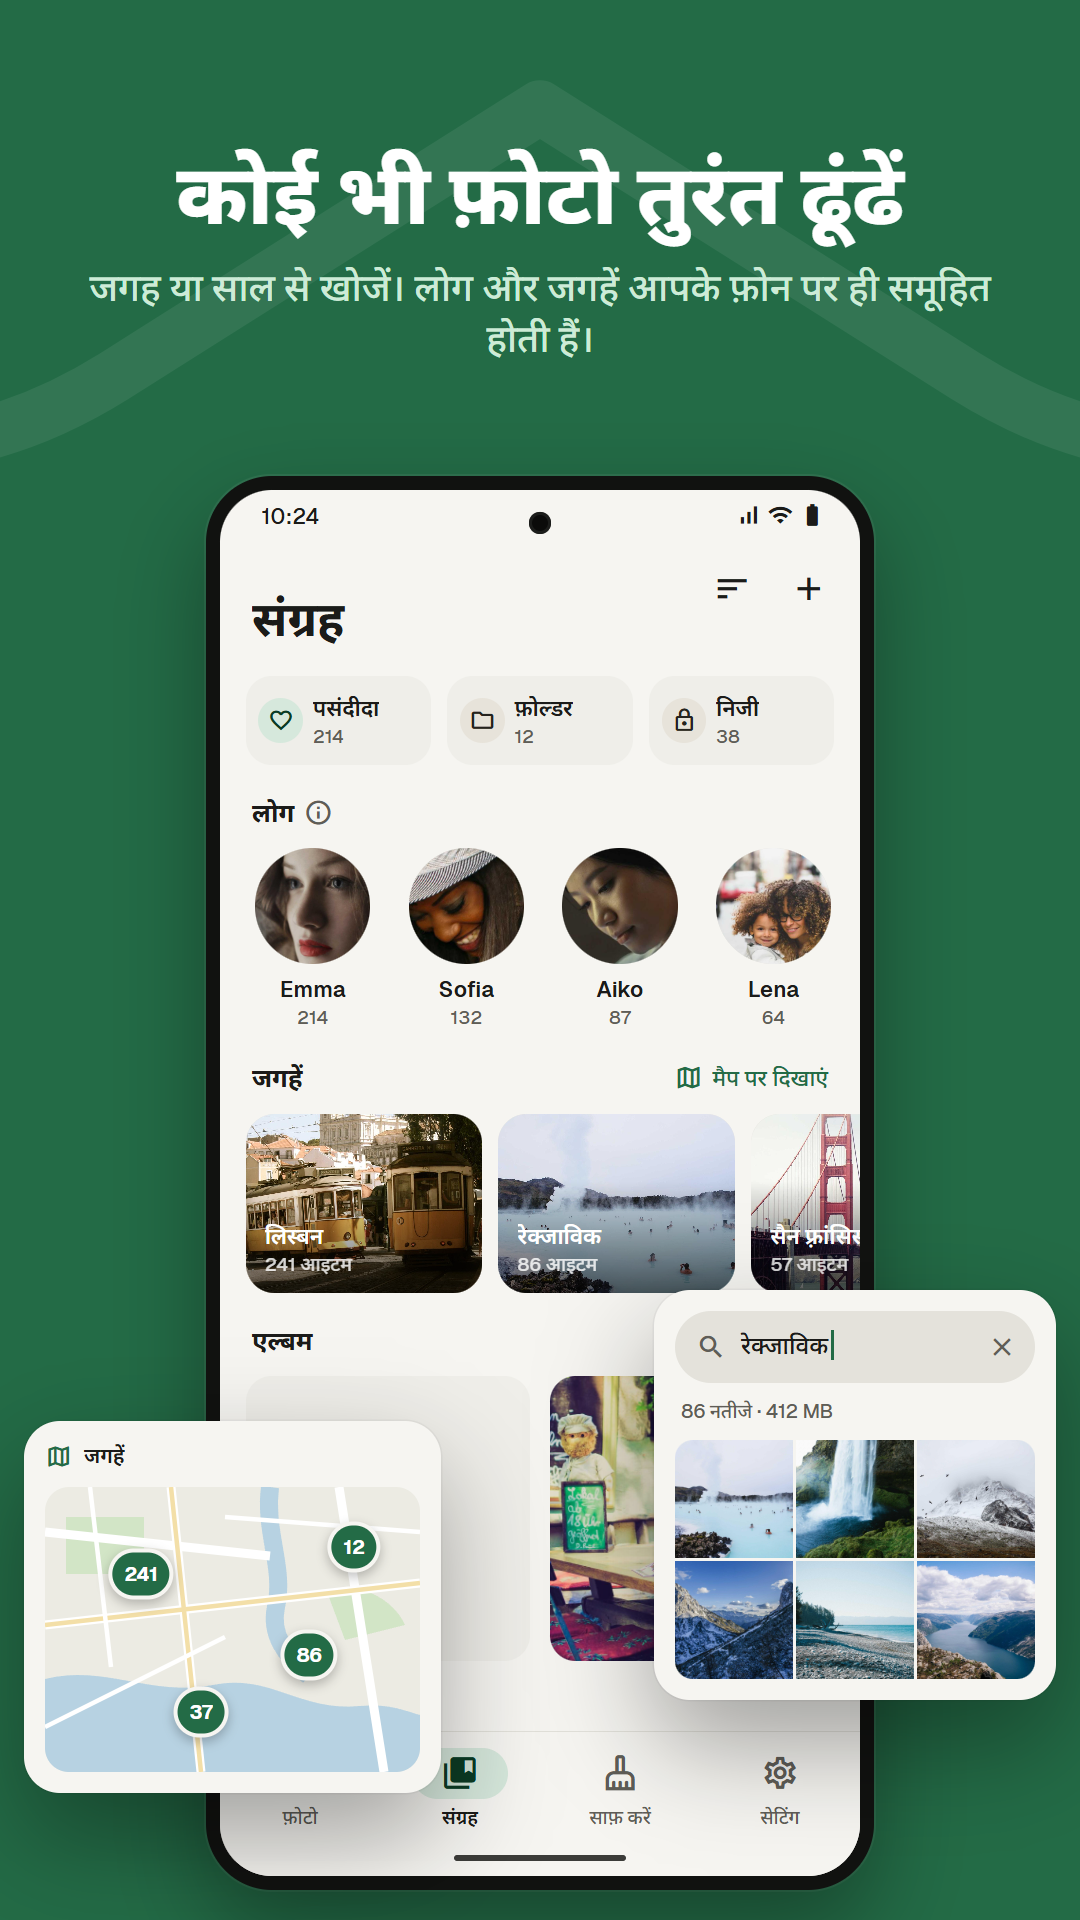 कोई भी फ़ोटो तुरंत ढूंढें
जगह या साल से खोजें। लोग और जगहें आपके फ़ोन पर ही समूहित
होती हैं।
10:24
संग्रह
पसंदीदा
214
फ़ोल्डर
12
निजी
38
लोग
Emma
214
Sofia
132
Aiko
87
Lena
64
जगहें
मैप पर दिखाएं
लिस्बन
241 आइटम
रेक्जाविक
86 आइटम
सैन फ़्रांसिस
57 आइटम
एल्बम
रेक्जाविक
86 नतीजे · 412 MB
जगहें
241
12
86
37
फ़ोटो
संग्रह
साफ़ करें
सेटिंग